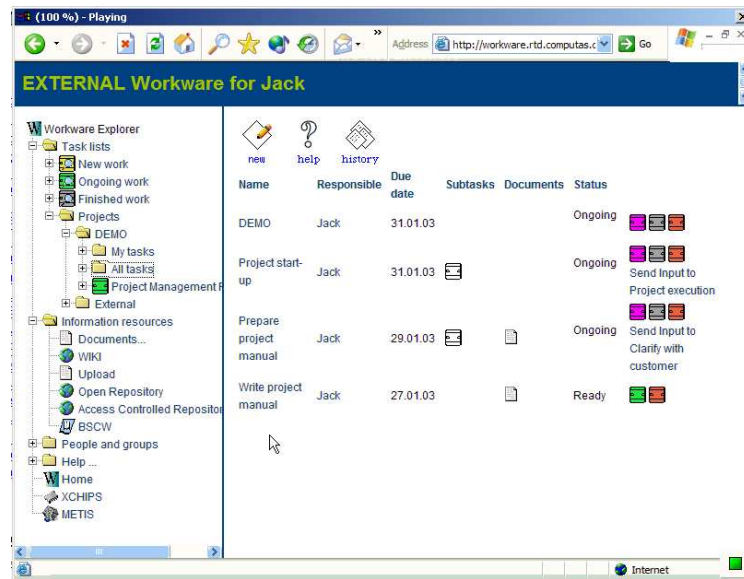 (100 %) - Playing
Address http://workware.rtd.computas.c Go
EXTERNAL Workware for Jack
Workware Explorer
Task lists
New work
Ongoing work
Finished work
Projects
DEMO
My tasks
All tasks
Project Management
External
Information resources
Documents...
WIKI
Upload
Open Repository
Access Controlled Repositor
BSCW
People and groups
Help ...
Home
XCHIPS
METIS
new help history
Name Responsible Due date Subtasks Documents Status
DEMO Jack 31.01.03 Ongoing
Project start-
up
Jack 31.01.03 Ongoing
Send Input to
Project execution
Prepare
project
manual
Jack 29.01.03 Ongoing
Send Input to
Clarify with
customer
Write project
manual
Jack 27.01.03 Ready
Internet